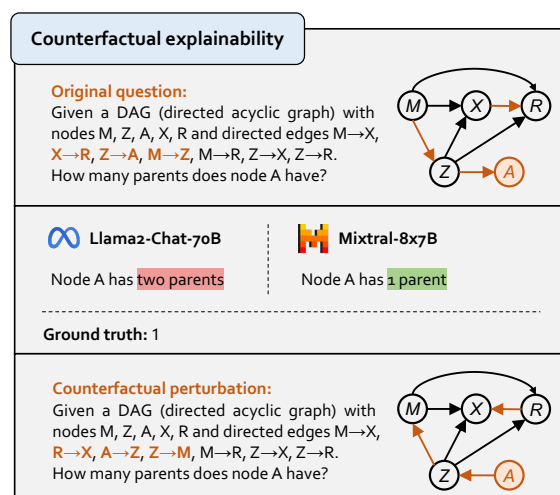 Counterfactual explainability
Original question:
Given a DAG (directed acyclic graph) with
nodes M, Z, A, X, R and directed edges M→X,
X→R, Z→A, M→Z, M→R, Z→X, Z→R.
How many parents does node A have?
M X R
Z A
Llama2-Chat-70B
Mixtral-8x7B
Node A has two parents
Node A has 1 parent
Ground truth: 1
Counterfactual perturbation:
Given a DAG (directed acyclic graph) with
nodes M, Z, A, X, R and directed edges M→X,
R→X, A→Z, Z→M, M→R, Z→X, Z→R.
How many parents does node A have?
M X R
Z A